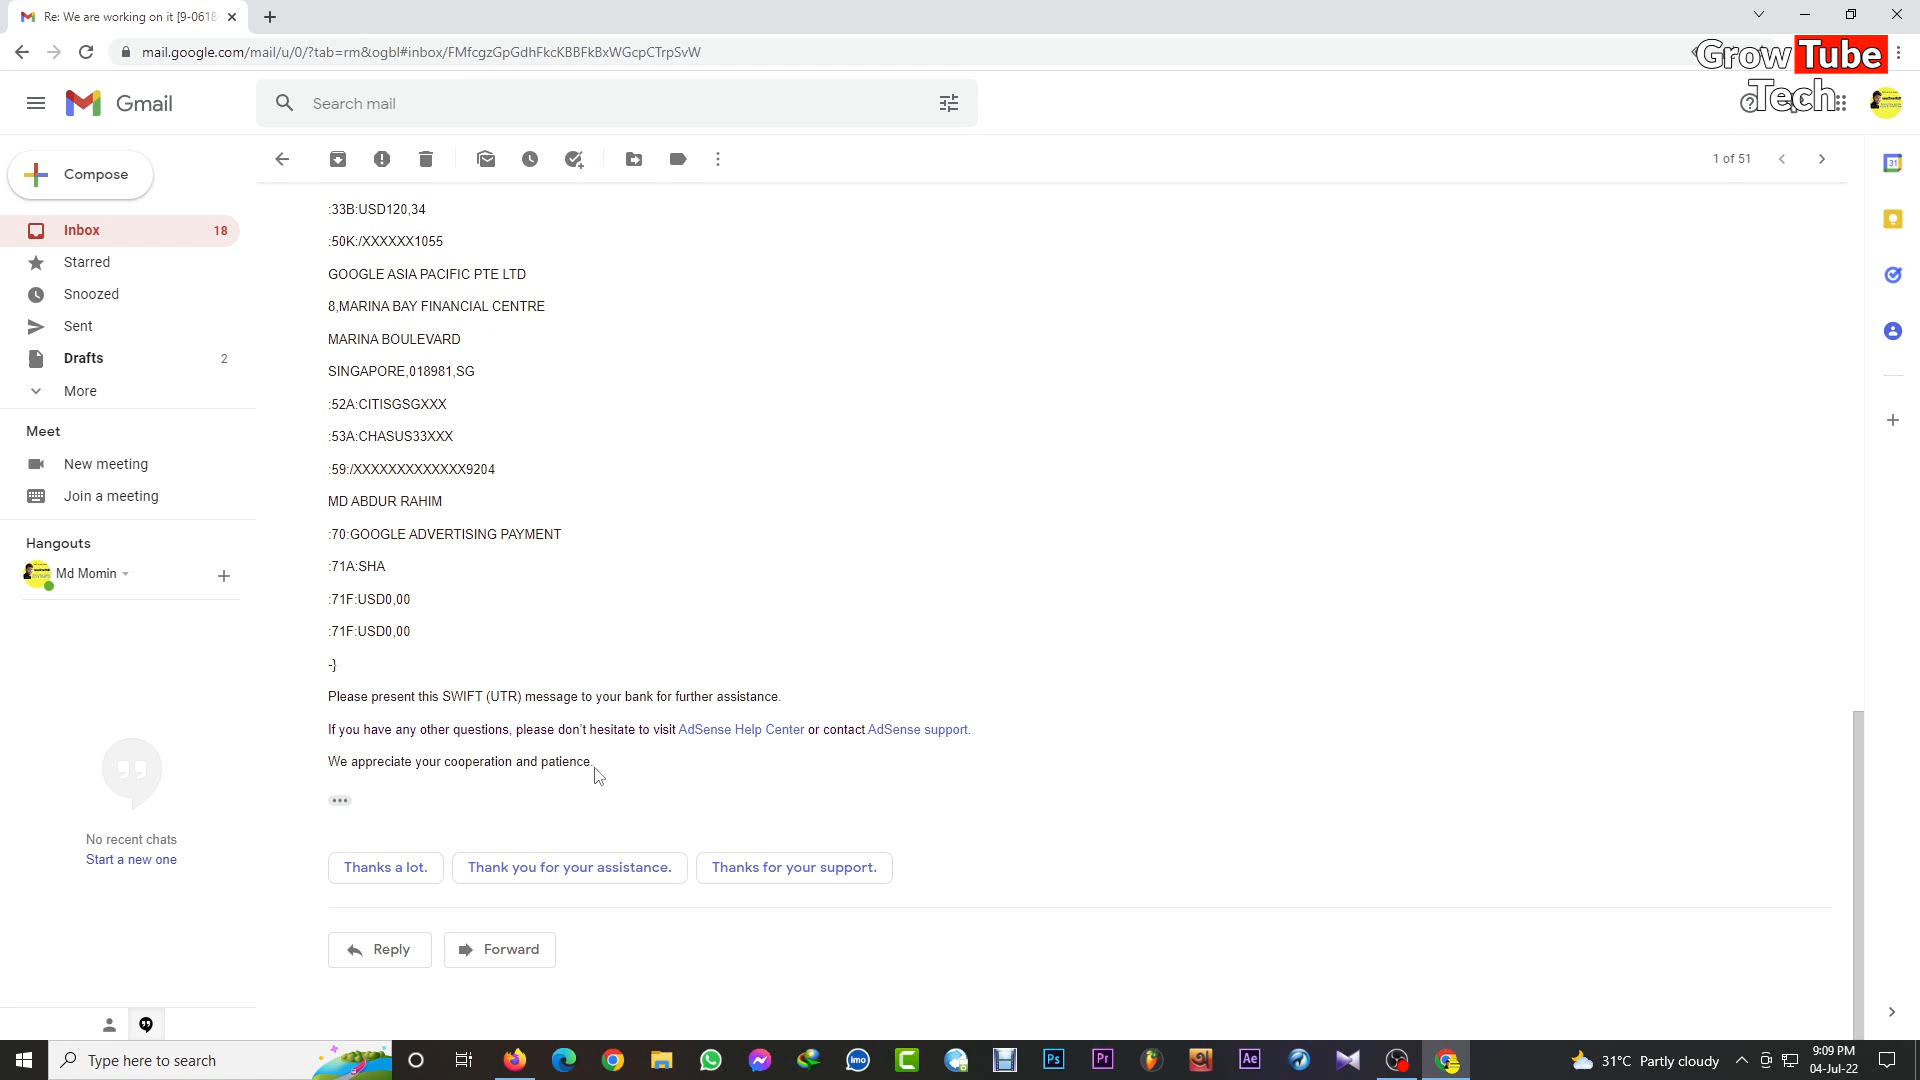 Re: We are working on it [9-0618
mail.google.com/mail/u/0/?tab=rm&ogbl#inbox/FMfcgzGpGdhFkcKBBFkBxWGcpCTrpSvW
Grow Tube
Tech
Gmail
Search mail
Compose
1 of 51
Inbox 18
Starred
Snoozed
Sent
Drafts 2
More
Meet
New meeting
Join a meeting
Hangouts
Md Momin
No recent chats
Start a new one
:33B:USD120,34
:50K:/XXXXXX1055
GOOGLE ASIA PACIFIC PTE LTD
8,MARINA BAY FINANCIAL CENTRE
MARINA BOULEVARD
SINGAPORE,018981,SG
:52A:CITISGSGXXX
:53A:CHASUS33XXX
:59:/XXXXXXXXXXXXX9204
MD ABDUR RAHIM
:70:GOOGLE ADVERTISING PAYMENT
:71A:SHA
:71F:USD0,00
:71F:USD0,00
-}
Please present this SWIFT (UTR) message to your bank for further assistance.
If you have any other questions, please don't hesitate to visit AdSense Help Center or contact AdSense support.
We appreciate your cooperation and patience.
Thanks a lot. Thank you for your assistance. Thanks for your support.
Reply Forward
31
Type here to search
imo
Ps
Pr
Ae
31°C Partly cloudy
9:09 PM
04-Jul-22